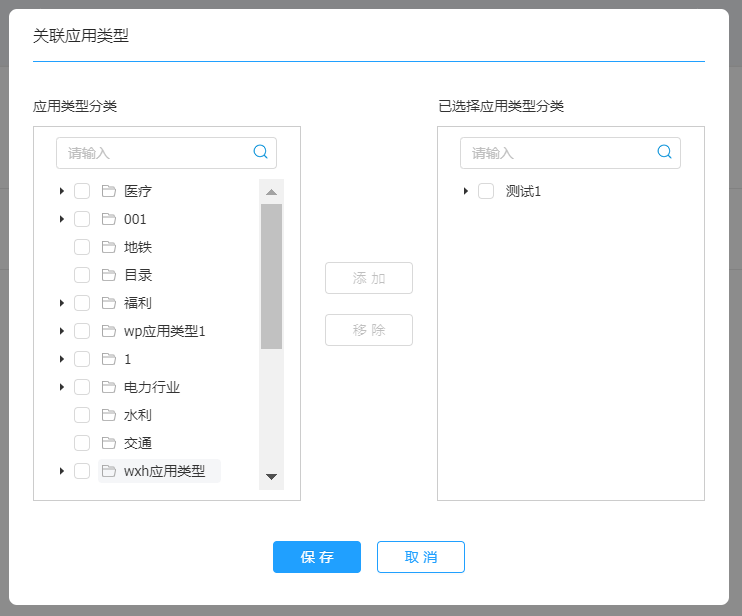 关联应用类型
应用类型分类
请输入
医疗
001
地铁
目录
福利
wp应用类型1
1
电力行业
水利
交通
wxh应用类型
添加
移除
已选择应用类型分类
请输入
测试1
保存
取消